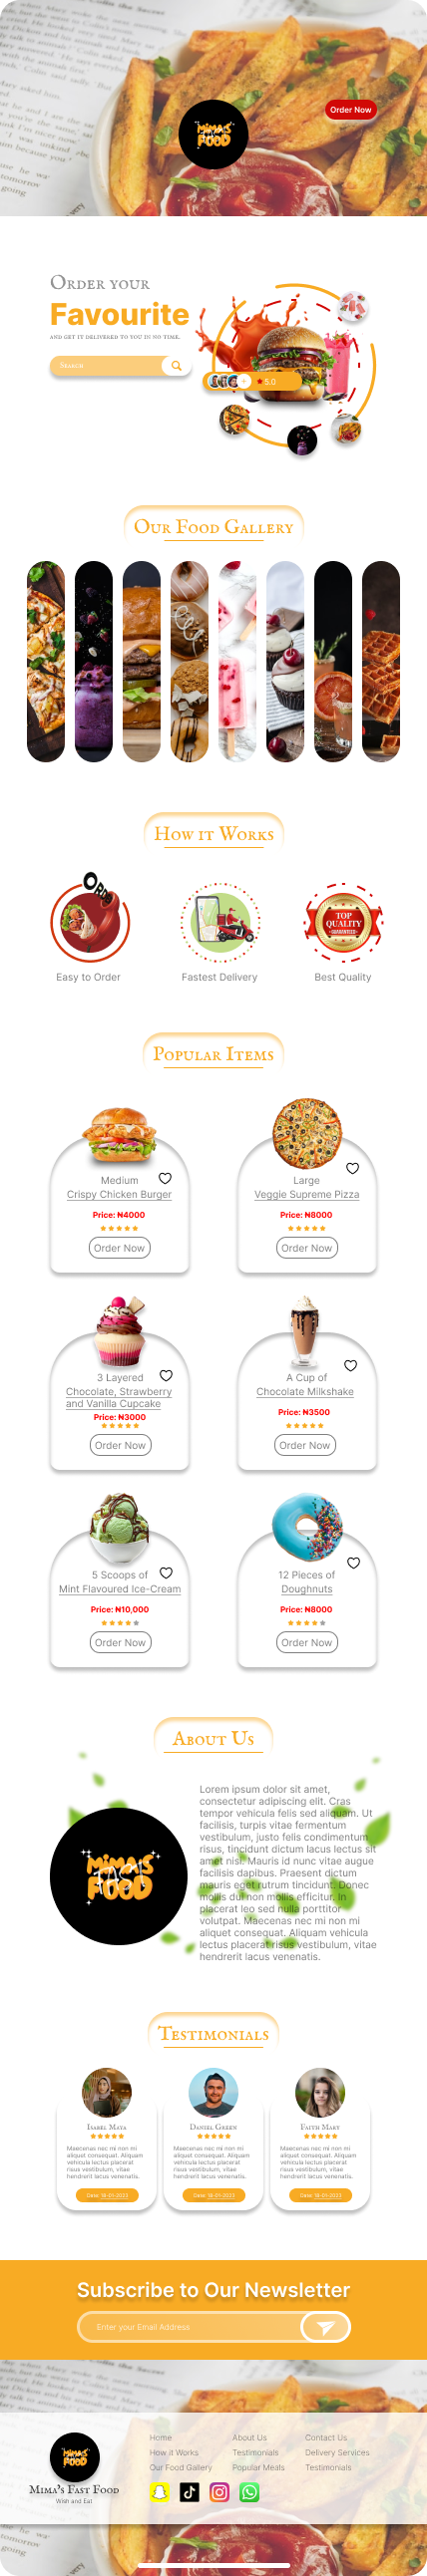 MIMA'S
FOOD
Order Now
Order your
Favourite
and get it delivered to you in no time.
Search
5.0
Our Food Gallery
How it Works
TOP
QUALITY
GUARANTEED
Easy to Order
Fastest Delivery
Best Quality
Popular Items
Medium
Crispy Chicken Burger
Price: ₦4000
Order Now
Large
Veggie Supreme Pizza
Price: ₦8000
Order Now
3 Layered
Chocolate, Strawberry
and Vanilla Cupcake
Price: ₦3000
Order Now
A Cup of
Chocolate Milkshake
Price: ₦3500
Order Now
5 Scoops of
Mint Flavoured Ice-Cream
Price: ₦10,000
Order Now
12 Pieces of
Doughnuts
Price: ₦8000
Order Now
About Us
MIMA'S
FAST
FOOD
Lorem ipsum dolor sit amet,
consectetur adipiscing elit. Cras
tempor vehicula felis sed aliquam. Ut
facilisis, turpis vitae fermentum
vestibulum, justo felis condimentum
risus, tincidunt dictum lacus lectus sit
amet nisl. Mauris id nunc vitae augue
facilisis dapibus. Praesent dictum
mauris eget rutrum tincidunt. Donec
mollis dui non mollis efficitur. In
placerat leo sed nulla porttitor
volutpat. Maecenas nec mi non mi
aliquet consequat. Aliquam vehicula
lectus placerat risus vestibulum, vitae
hendrerit lacus venenatis.
Testimonials
Isabel Maya
Maecenas nec mi non mi
aliquet consequat. Aliquam
vehicula lectus placerat
risus vestibulum, vitae
hendrerit lacus venenatis.
Date: 18-01-2023
Daniel Green
Maecenas nec mi non mi
aliquet consequat. Aliquam
vehicula lectus placerat
risus vestibulum, vitae
hendrerit lacus venenatis.
Date: 18-01-2023
Faith Mary
Maecenas nec mi non mi
aliquet consequat. Aliquam
vehicula lectus placerat
risus vestibulum, vitae
hendrerit lacus venenatis.
Date: 18-01-2023
Subscribe to Our Newsletter
Enter your Email Address
MIMA'S
FOOD
Mima's Fast Food
Wish and Eat
Home
How it Works
Our Food Gallery
About Us
Testimonials
Popular Meals
Contact Us
Delivery Services
Testimonials